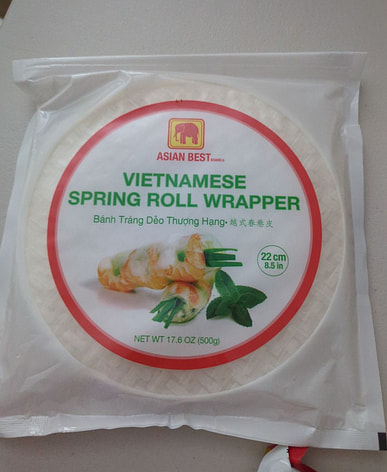 ASIAN BEST
VIETNAMESE
SPRING ROLL WRAPPER
Bánh Tráng Dẻo Thượng Hạng•越式春卷皮
22 cm
8.5 in
NET WT 17.6 OZ (500g)